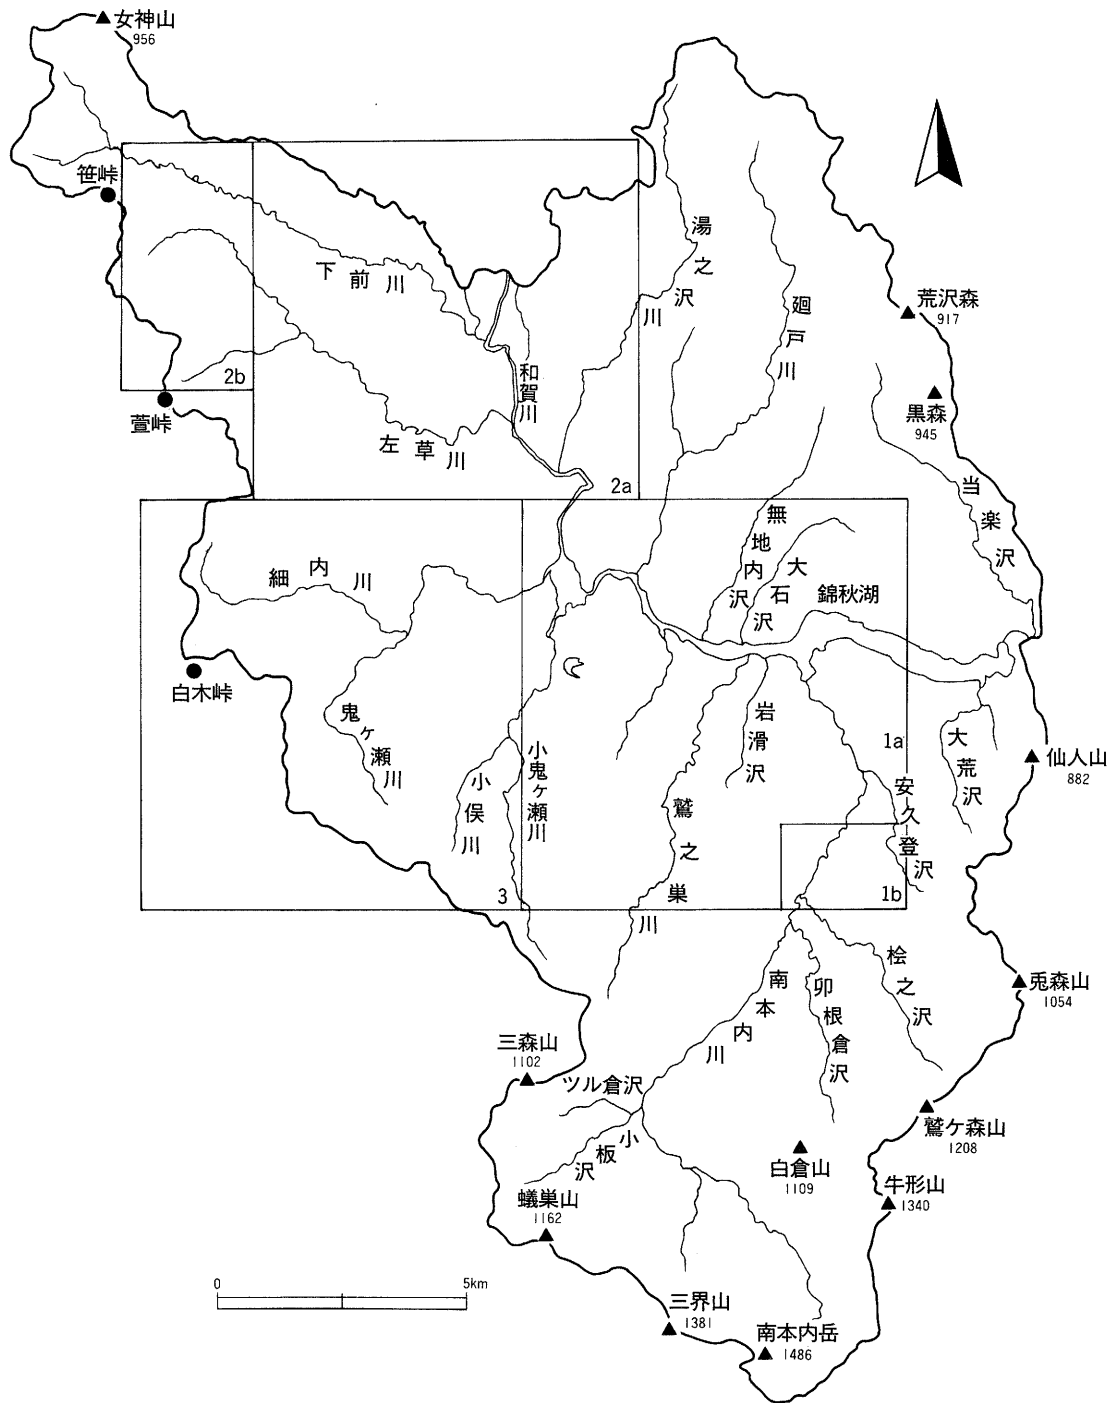 女神山
956
笹峠
下前川
湯之沢川
廻戸川
荒沢森
917
和賀川
2b
萱峠
左草川
黒森
945
2a
当楽沢
無地内沢
大石沢
細内川
錦秋湖
白木峠
鬼ヶ瀬川
岩滑沢
小鬼ヶ瀬川
小俣川
1a
大荒沢
仙人山
882
安久登沢
鷲之巣川
3
1b
桧之沢
南本内川
卯根倉沢
兎森山
1054
三森山
1102
ツル倉沢
小板沢
鷲ケ森山
1208
白倉山
1109
牛形山
1340
蟻巣山
1162
0
5km
三界山
1381
南本内岳
1486